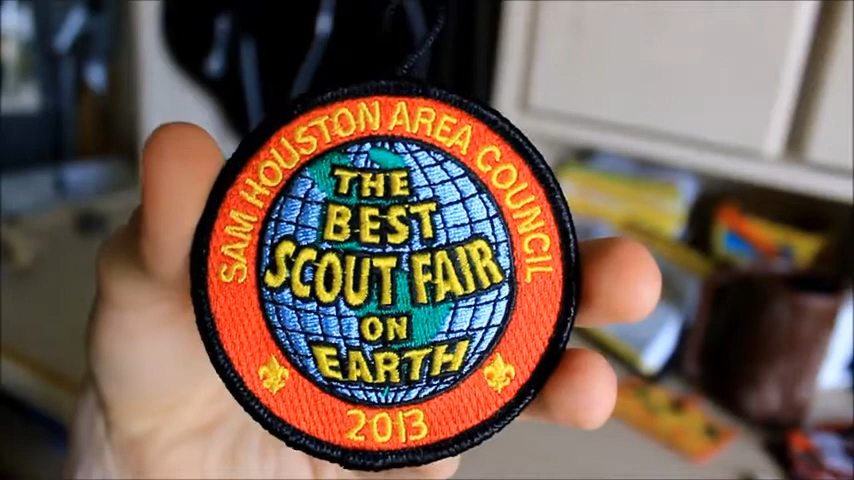 SAM HOUSTON AREA COUNCIL
THE
BEST
SCOUT FAIR
ON
EARTH
2013